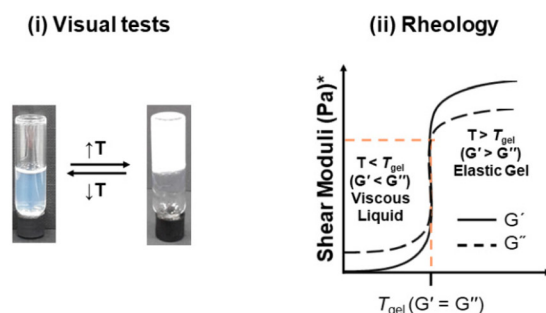 (i) Visual tests
↑T
↓T
(ii) Rheology
Shear Moduli (Pa)*
T < Tgel
(G′ < G″)
Viscous
Liquid
T> Tgel
(G′ > G″)
Elastic Gel
G′
G″
Tgel (G′ = G″)